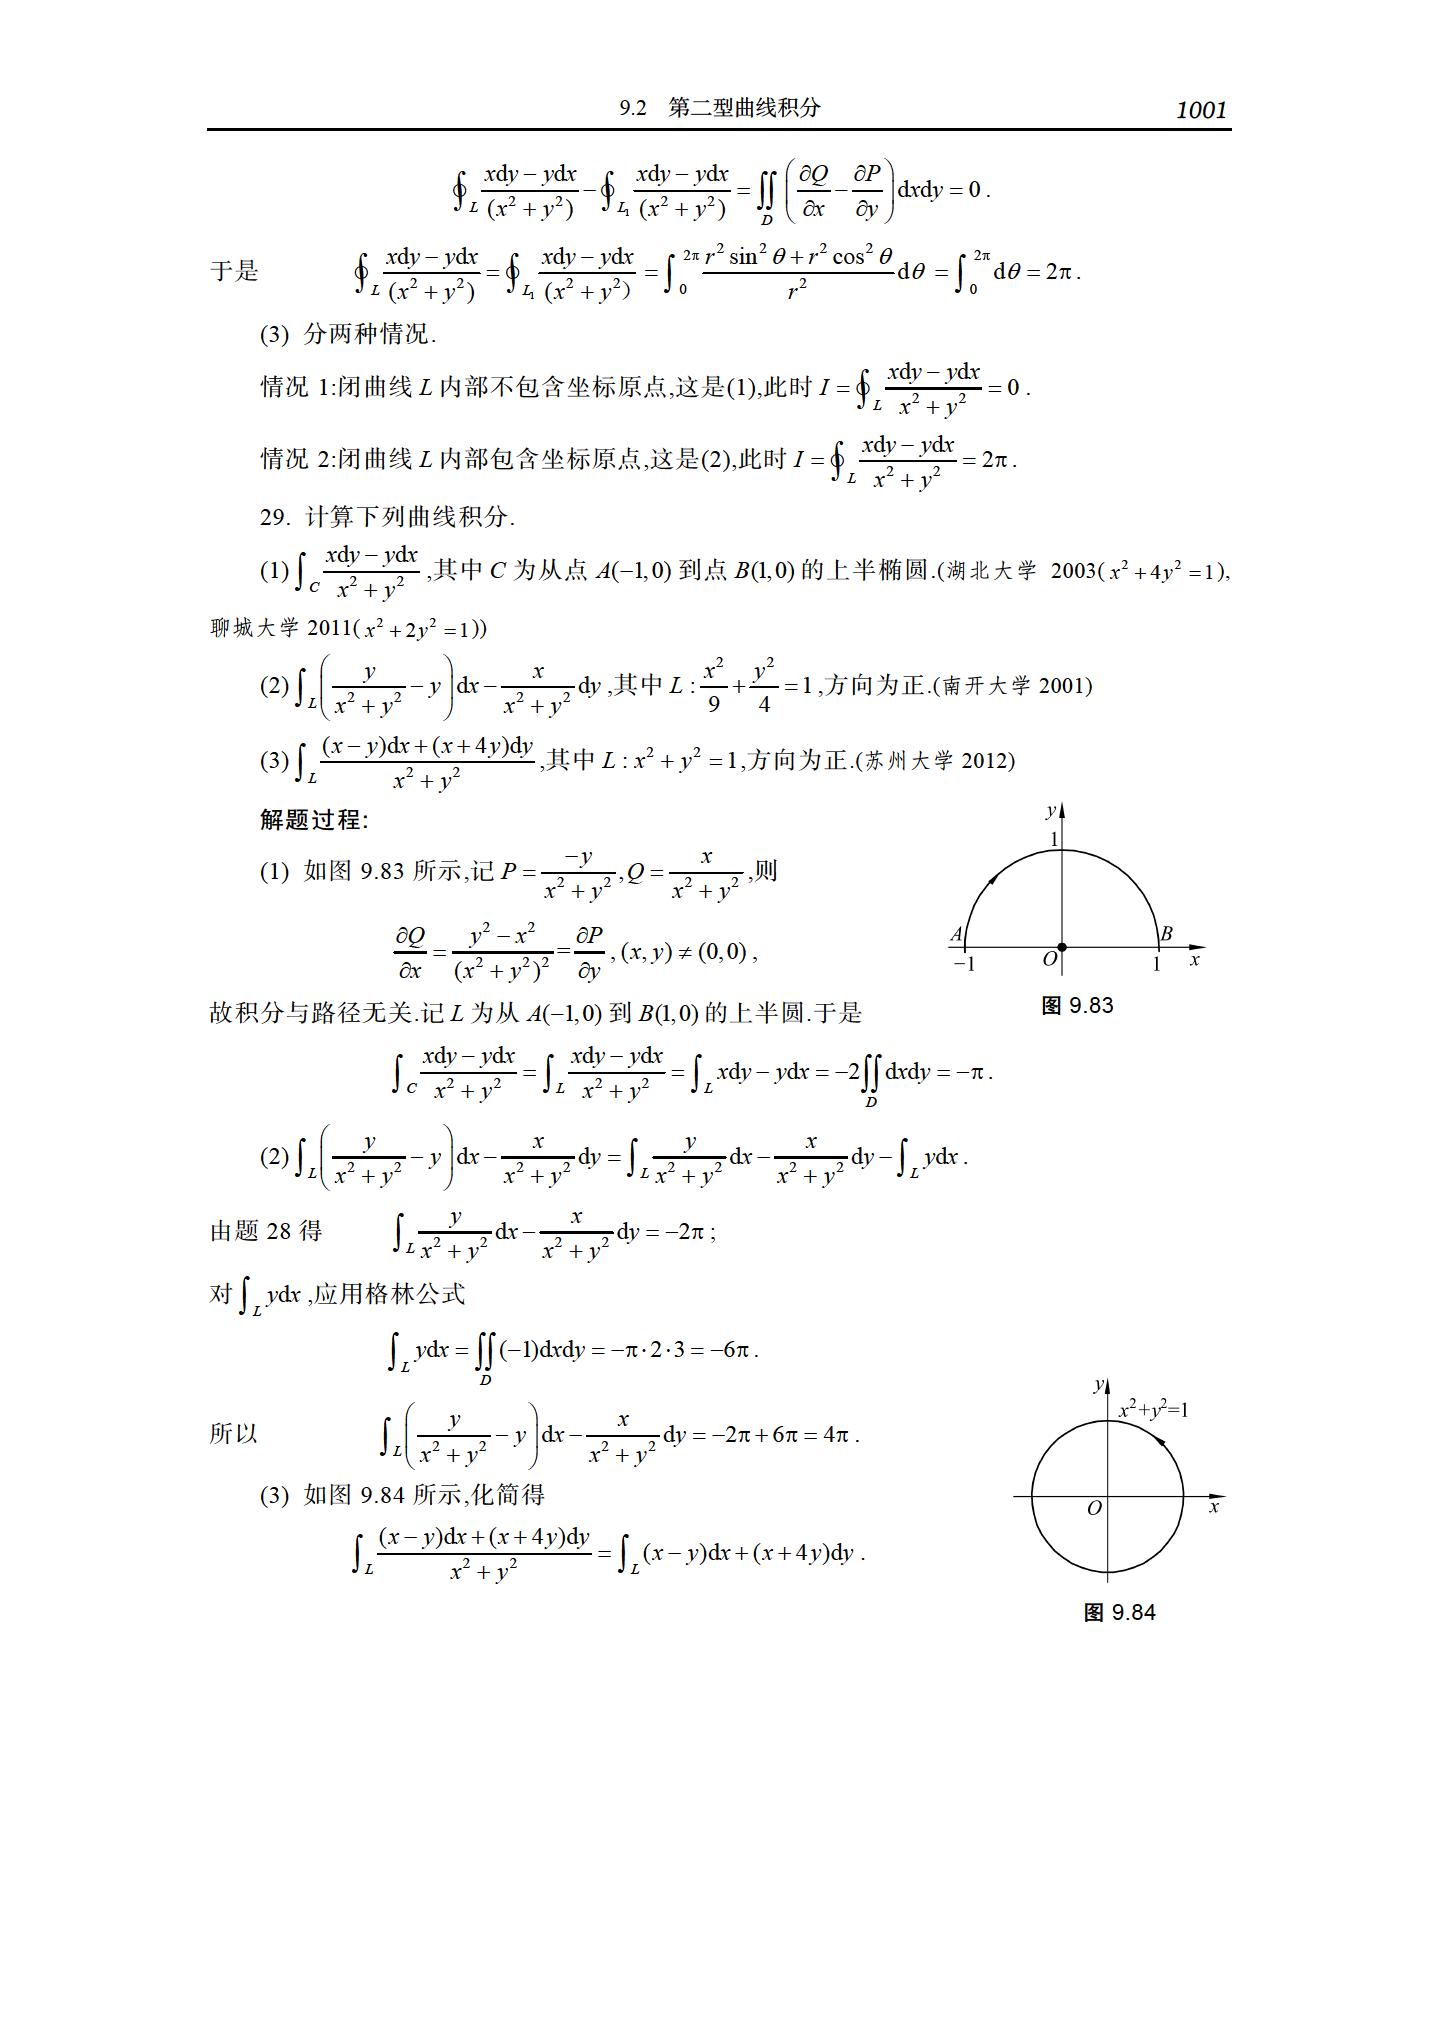 9.2 第二型曲线积分 1001
$\oint_L \frac{x\mathrm{d}y-y\mathrm{d}x}{(x^2+y^2)}-\oint_{L_1} \frac{x\mathrm{d}y-y\mathrm{d}x}{(x^2+y^2)}=\iint_D\left(\frac{\partial Q}{\partial x}-\frac{\partial P}{\partial y}\right)\mathrm{d}x\mathrm{d}y=0$.
于是 $\oint_L \frac{x\mathrm{d}y-y\mathrm{d}x}{(x^2+y^2)}=\oint_{L_1} \frac{x\mathrm{d}y-y\mathrm{d}x}{(x^2+y^2)}=\int_0^{2\pi}\frac{r^2\sin^2\theta+r^2\cos^2\theta}{r^2}\mathrm{d}\theta=\int_0^{2\pi}\mathrm{d}\theta=2\pi$.
(3) 分两种情况.
情况 1:闭曲线 L 内部不包含坐标原点,这是(1),此时 $I=\oint_L \frac{x\mathrm{d}y-y\mathrm{d}x}{x^2+y^2}=0$.
情况 2:闭曲线 L 内部包含坐标原点,这是(2),此时 $I=\oint_L \frac{x\mathrm{d}y-y\mathrm{d}x}{x^2+y^2}=2\pi$.
29. 计算下列曲线积分.
(1) $\int_C \frac{x\mathrm{d}y-y\mathrm{d}x}{x^2+y^2}$,其中 C 为从点 A(−1,0) 到点 B(1,0) 的上半椭圆.(湖北大学 2003($x^2+4y^2=1$),
聊城大学 2011($x^2+2y^2=1$))
(2) $\int_L\left(\frac{y}{x^2+y^2}-y\right)\mathrm{d}x-\frac{x}{x^2+y^2}\mathrm{d}y$,其中 $L:\frac{x^2}{9}+\frac{y^2}{4}=1$,方向为正.(南开大学 2001)
(3) $\int_L \frac{(x-y)\mathrm{d}x+(x+4y)\mathrm{d}y}{x^2+y^2}$,其中 $L:x^2+y^2=1$,方向为正.(苏州大学 2012)
解题过程:
(1) 如图 9.83 所示,记 $P=\frac{-y}{x^2+y^2},Q=\frac{x}{x^2+y^2}$,则
$\frac{\partial Q}{\partial x}=\frac{y^2-x^2}{(x^2+y^2)^2}=\frac{\partial P}{\partial y},(x,y)\neq(0,0)$,
y
1
A
B
−1
O
1
x
图 9.83
故积分与路径无关.记 L 为从 A(−1,0) 到 B(1,0) 的上半圆.于是
$\int_C \frac{x\mathrm{d}y-y\mathrm{d}x}{x^2+y^2}=\int_L \frac{x\mathrm{d}y-y\mathrm{d}x}{x^2+y^2}=\int_L x\mathrm{d}y-y\mathrm{d}x=-2\iint_D\mathrm{d}x\mathrm{d}y=-\pi$.
(2) $\int_L\left(\frac{y}{x^2+y^2}-y\right)\mathrm{d}x-\frac{x}{x^2+y^2}\mathrm{d}y=\int_L\frac{y}{x^2+y^2}\mathrm{d}x-\frac{x}{x^2+y^2}\mathrm{d}y-\int_L y\mathrm{d}x$.
由题 28 得 $\int_L\frac{y}{x^2+y^2}\mathrm{d}x-\frac{x}{x^2+y^2}\mathrm{d}y=-2\pi$;
对 $\int_L y\mathrm{d}x$,应用格林公式
$\int_L y\mathrm{d}x=\iint_D(-1)\mathrm{d}x\mathrm{d}y=-\pi\cdot2\cdot3=-6\pi$.
所以 $\int_L\left(\frac{y}{x^2+y^2}-y\right)\mathrm{d}x-\frac{x}{x^2+y^2}\mathrm{d}y=-2\pi+6\pi=4\pi$.
(3) 如图 9.84 所示,化简得
$\int_L \frac{(x-y)\mathrm{d}x+(x+4y)\mathrm{d}y}{x^2+y^2}=\int_L(x-y)\mathrm{d}x+(x+4y)\mathrm{d}y$.
y
$x^2+y^2=1$
O
x
图 9.84